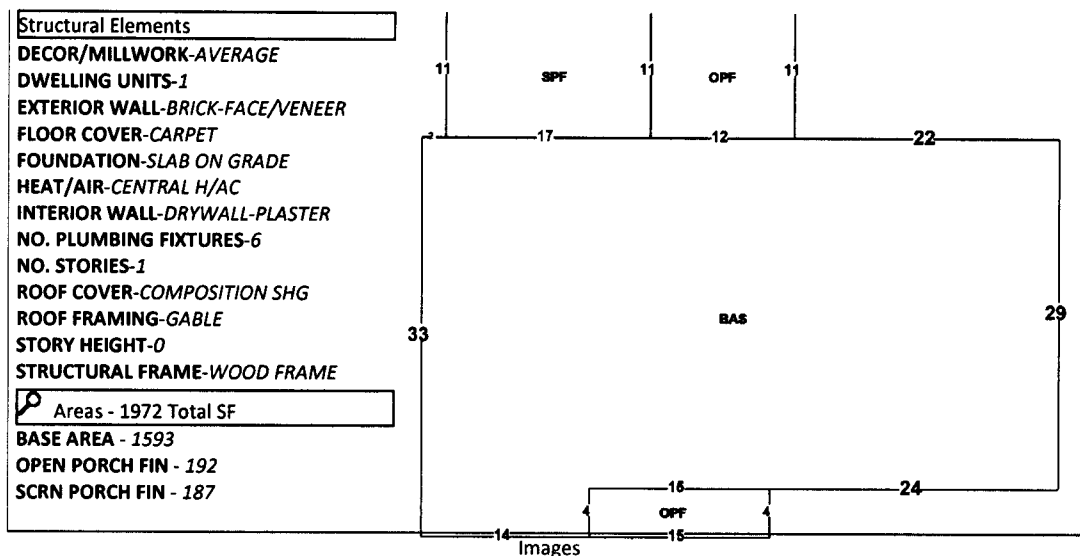 Structural Elements
DECOR/MILLWORK-AVERAGE
DWELLING UNITS-1
EXTERIOR WALL-BRICK-FACE/VENEER
FLOOR COVER-CARPET
FOUNDATION-SLAB ON GRADE
HEAT/AIR-CENTRAL H/AC
INTERIOR WALL-DRYWALL-PLASTER
NO. PLUMBING FIXTURES-6
NO. STORIES-1
ROOF COVER-COMPOSITION SHG
ROOF FRAMING-GABLE
STORY HEIGHT-0
STRUCTURAL FRAME-WOOD FRAME
Areas - 1972 Total SF
BASE AREA - 1593
OPEN PORCH FIN - 192
SCRN PORCH FIN - 187
11 SPF 11 OPF 11
2 17 12 22
33 BAS 29
15 24
4 OPF 4
14 15
Images